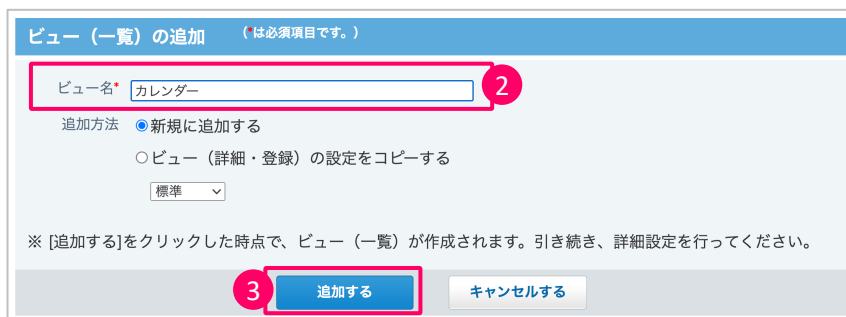 ビュー（一覧）の追加 （*は必須項目です。）
ビュー名* カレンダー 2
追加方法 新規に追加する
ビュー（詳細・登録）の設定をコピーする
標準
※ [追加する]をクリックした時点で、ビュー（一覧）が作成されます。引き続き、詳細設定を行ってください。
3 追加する キャンセルする